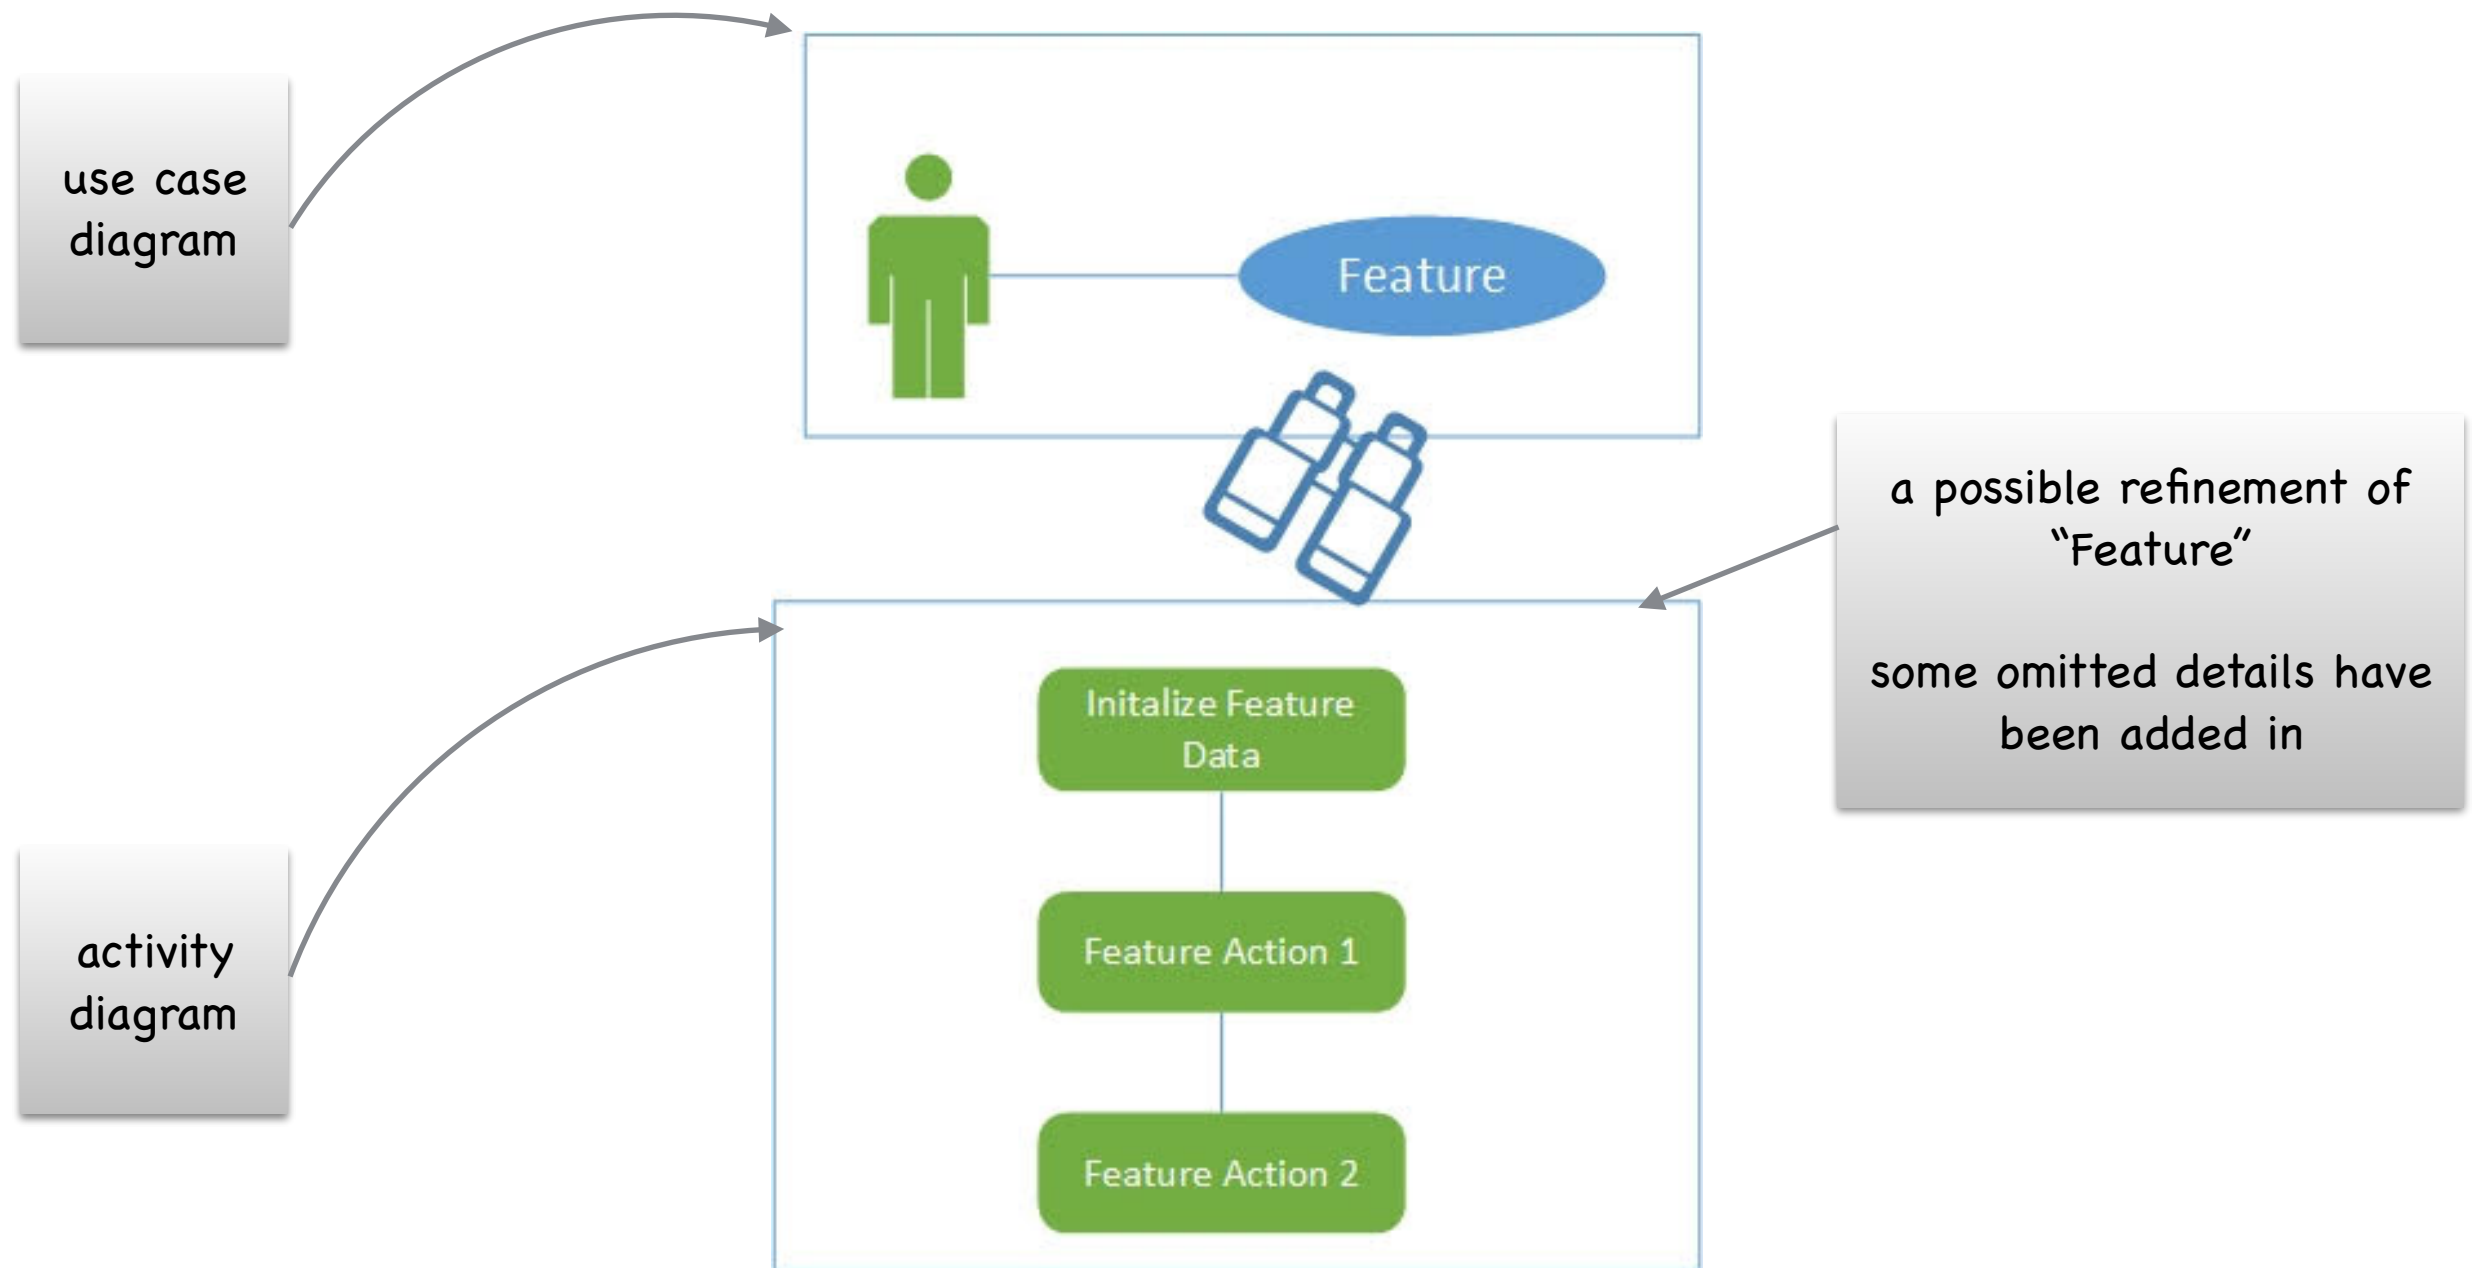 use case
diagram
Feature
a possible refinement of
“Feature”
some omitted details have
been added in
Initalize Feature
Data
activity
diagram
Feature Action 1
Feature Action 2